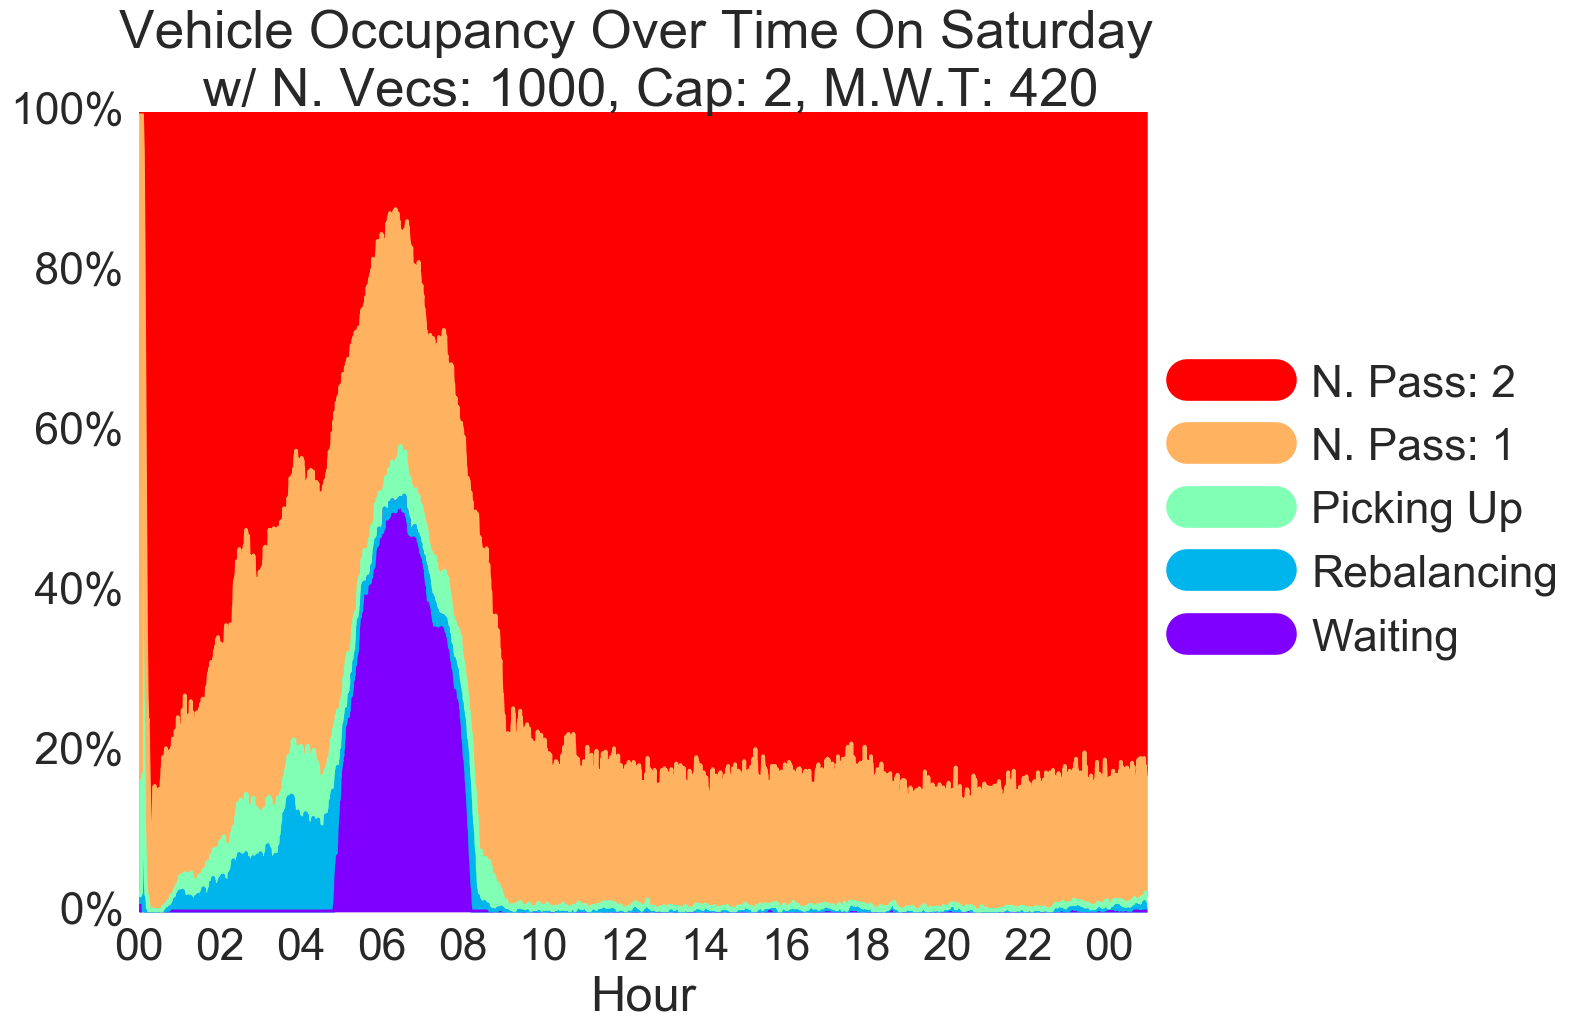 Vehicle Occupancy Over Time On Saturday
w/ N. Vecs: 1000, Cap: 2, M.W.T: 420
100%
80%
60%
40%
20%
0%
00 02 04 06 08 10 12 14 16 18 20 22 00
Hour
N. Pass: 2
N. Pass: 1
Picking Up
Rebalancing
Waiting